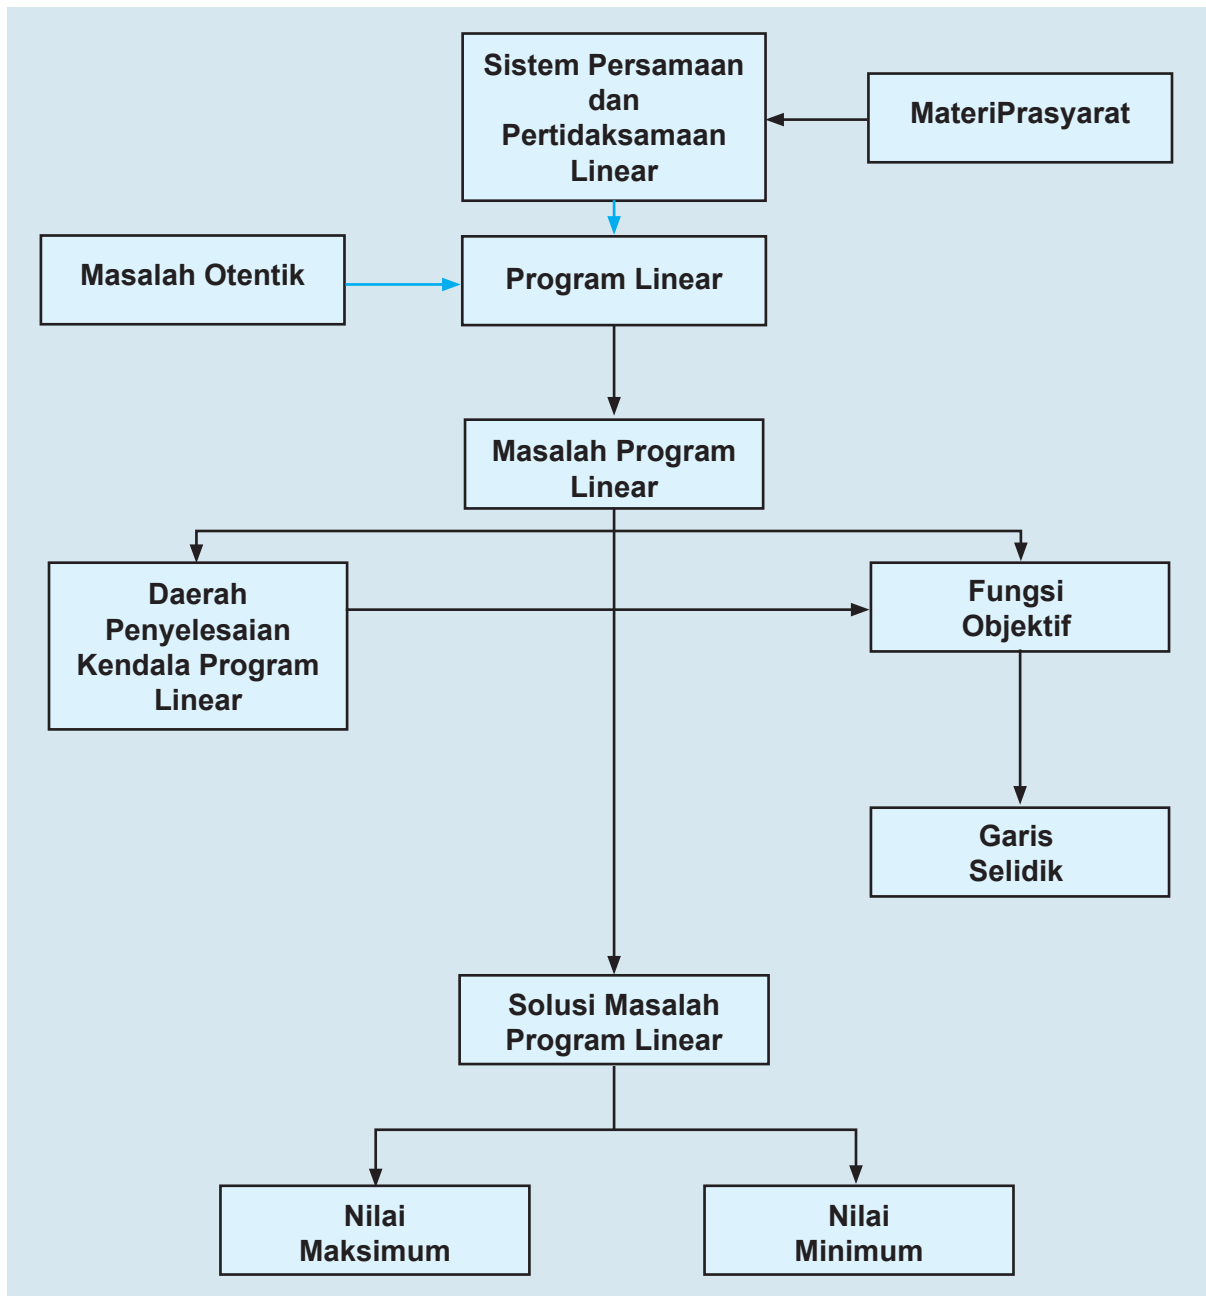 Sistem Persamaan
dan
Pertidaksamaan
Linear
MateriPrasyarat
Masalah Otentik
Program Linear
Masalah Program
Linear
Daerah
Penyelesaian
Kendala Program
Linear
Fungsi
Objektif
Garis
Selidik
Solusi Masalah
Program Linear
Nilai
Maksimum
Nilai
Minimum